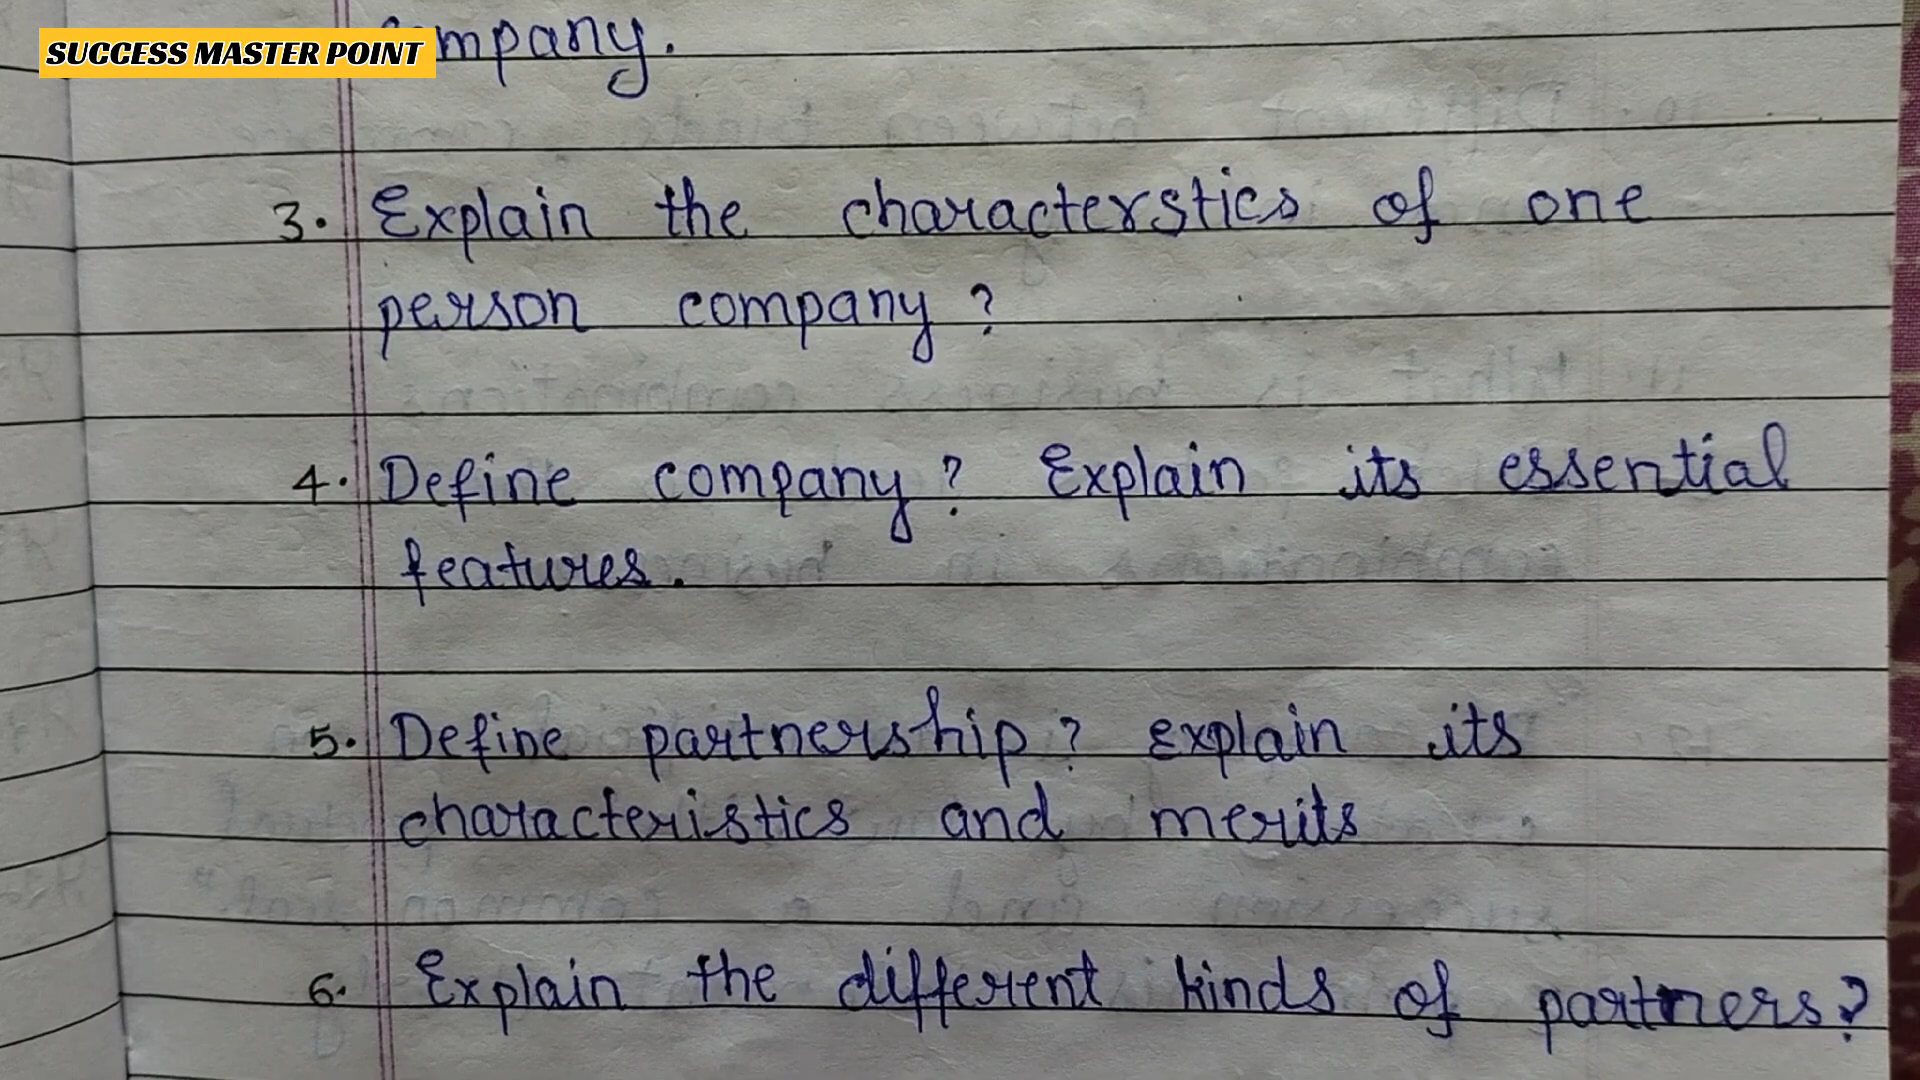 SUCCESS MASTER POINT
company.
3. Explain the characterstics of one
person company?
4. Define company? Explain its essential
features.
5. Define partnership? explain its
characteristics and merits
6. Explain the different kinds of partners?